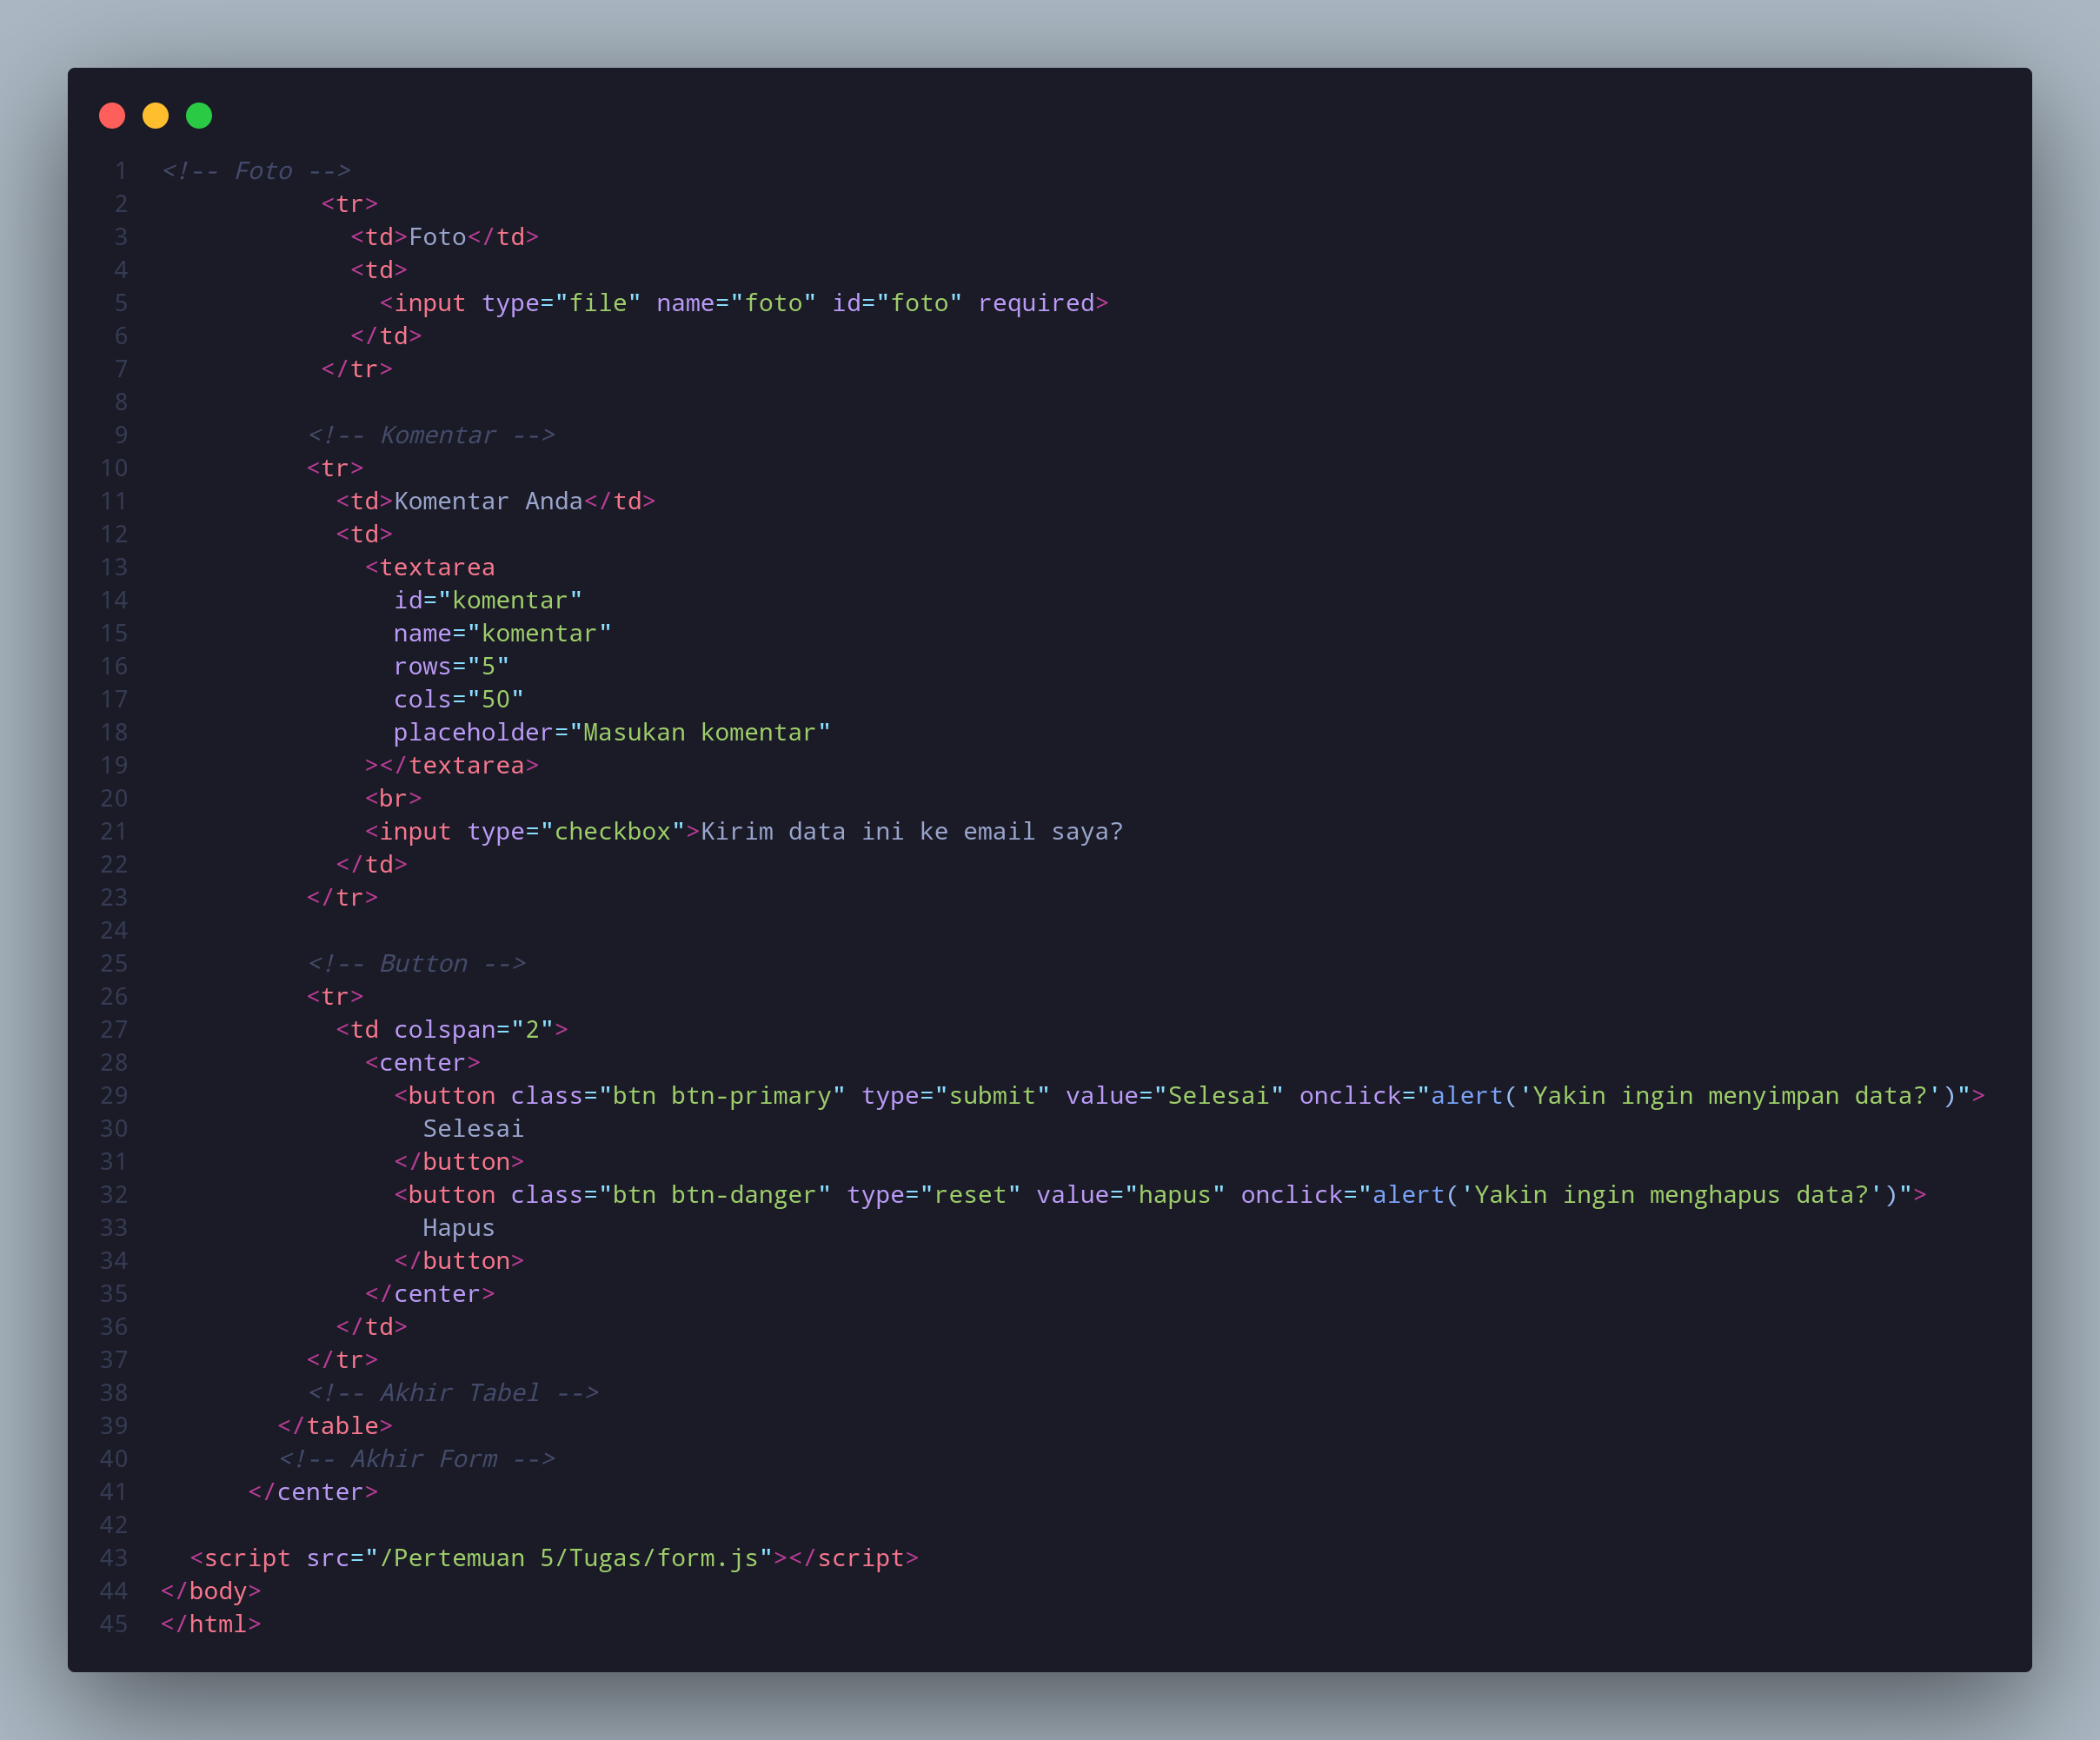 1 <!-- Foto -->
2 <tr>
3 <td>Foto</td>
4 <td>
5 <input type="file" name="foto" id="foto" required>
6 </td>
7 </tr>
8
9 <!-- Komentar -->
10 <tr>
11 <td>Komentar Anda</td>
12 <td>
13 <textarea
14 id="komentar"
15 name="komentar"
16 rows="5"
17 cols="50"
18 placeholder="Masukan komentar"
19 ></textarea>
20 <br>
21 <input type="checkbox">Kirim data ini ke email saya?
22 </td>
23 </tr>
24
25 <!-- Button -->
26 <tr>
27 <td colspan="2">
28 <center>
29 <button class="btn btn-primary" type="submit" value="Selesai" onclick="alert('Yakin ingin menyimpan data?')">
30 Selesai
31 </button>
32 <button class="btn btn-danger" type="reset" value="hapus" onclick="alert('Yakin ingin menghapus data?')">
33 Hapus
34 </button>
35 </center>
36 </td>
37 </tr>
38 <!-- Akhir Tabel -->
39 </table>
40 <!-- Akhir Form -->
41 </center>
42
43 <script src="/Pertemuan 5/Tugas/form.js"></script>
44 </body>
45 </html>